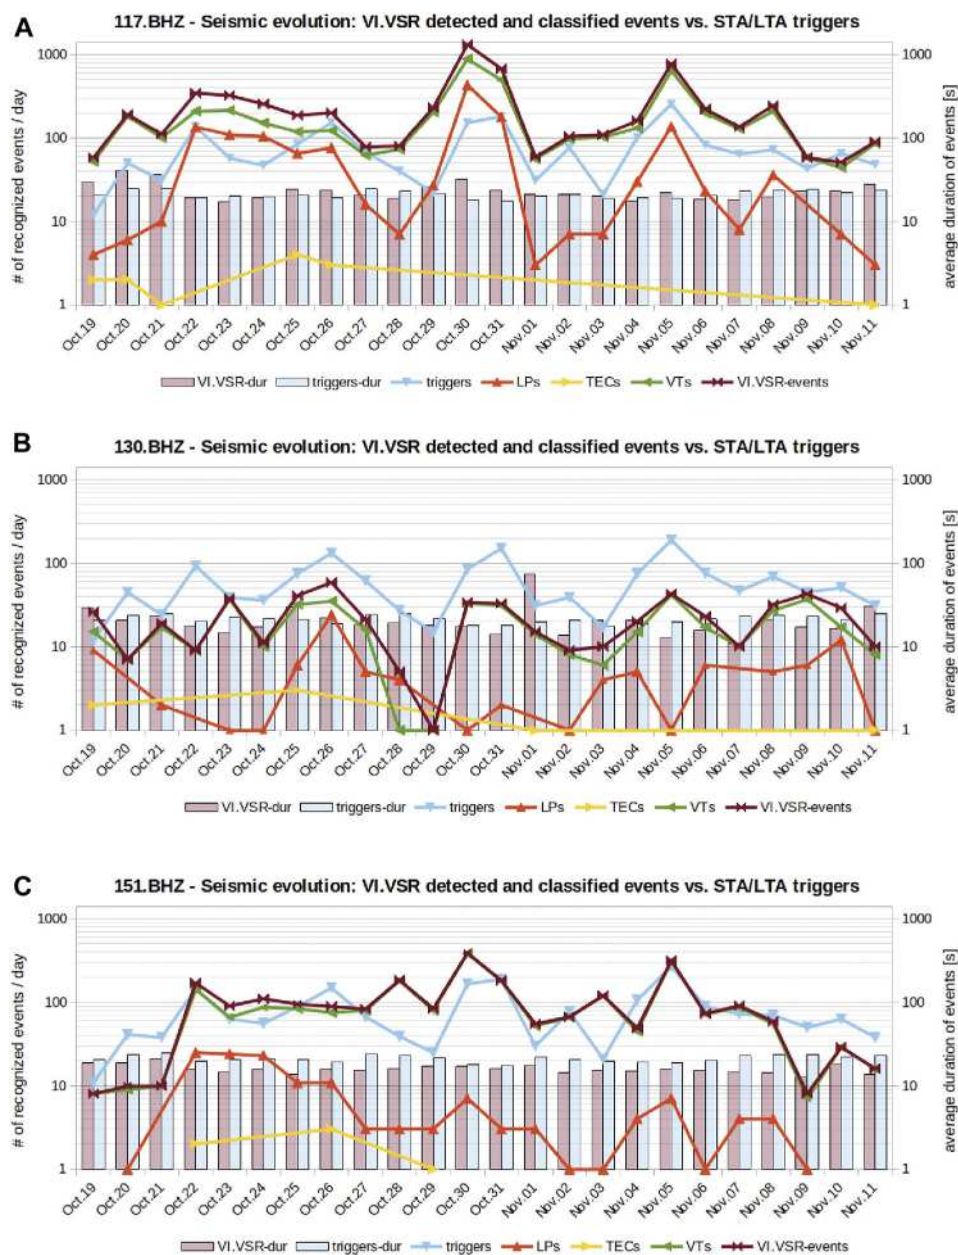 A
117.BHZ - Seismic evolution: VI.VSR detected and classified events vs. STA/LTA triggers
# of recognized events / day
average duration of events [s]
1000 1000
100 100
10 10
1 1
Oct.19 Oct.20 Oct.21 Oct.22 Oct.23 Oct.24 Oct.25 Oct.26 Oct.27 Oct.28 Oct.29 Oct.30 Oct.31 Nov.01 Nov.02 Nov.03 Nov.04 Nov.05 Nov.06 Nov.07 Nov.08 Nov.09 Nov.10 Nov.11
VI.VSR-dur triggers-dur triggers LPs TECs VTs VI.VSR-events
B
130.BHZ - Seismic evolution: VI.VSR detected and classified events vs. STA/LTA triggers
# of recognized events / day
average duration of events [s]
1000 1000
100 100
10 10
1 1
Oct.19 Oct.20 Oct.21 Oct.22 Oct.23 Oct.24 Oct.25 Oct.26 Oct.27 Oct.28 Oct.29 Oct.30 Oct.31 Nov.01 Nov.02 Nov.03 Nov.04 Nov.05 Nov.06 Nov.07 Nov.08 Nov.09 Nov.10 Nov.11
VI.VSR-dur triggers-dur triggers LPs TECs VTs VI.VSR-events
C
151.BHZ - Seismic evolution: VI.VSR detected and classified events vs. STA/LTA triggers
# of recognized events / day
average duration of events [s]
1000 1000
100 100
10 10
1 1
Oct.19 Oct.20 Oct.21 Oct.22 Oct.23 Oct.24 Oct.25 Oct.26 Oct.27 Oct.28 Oct.29 Oct.30 Oct.31 Nov.01 Nov.02 Nov.03 Nov.04 Nov.05 Nov.06 Nov.07 Nov.08 Nov.09 Nov.10 Nov.11
VI.VSR-dur triggers-dur triggers LPs TECs VTs VI.VSR-events